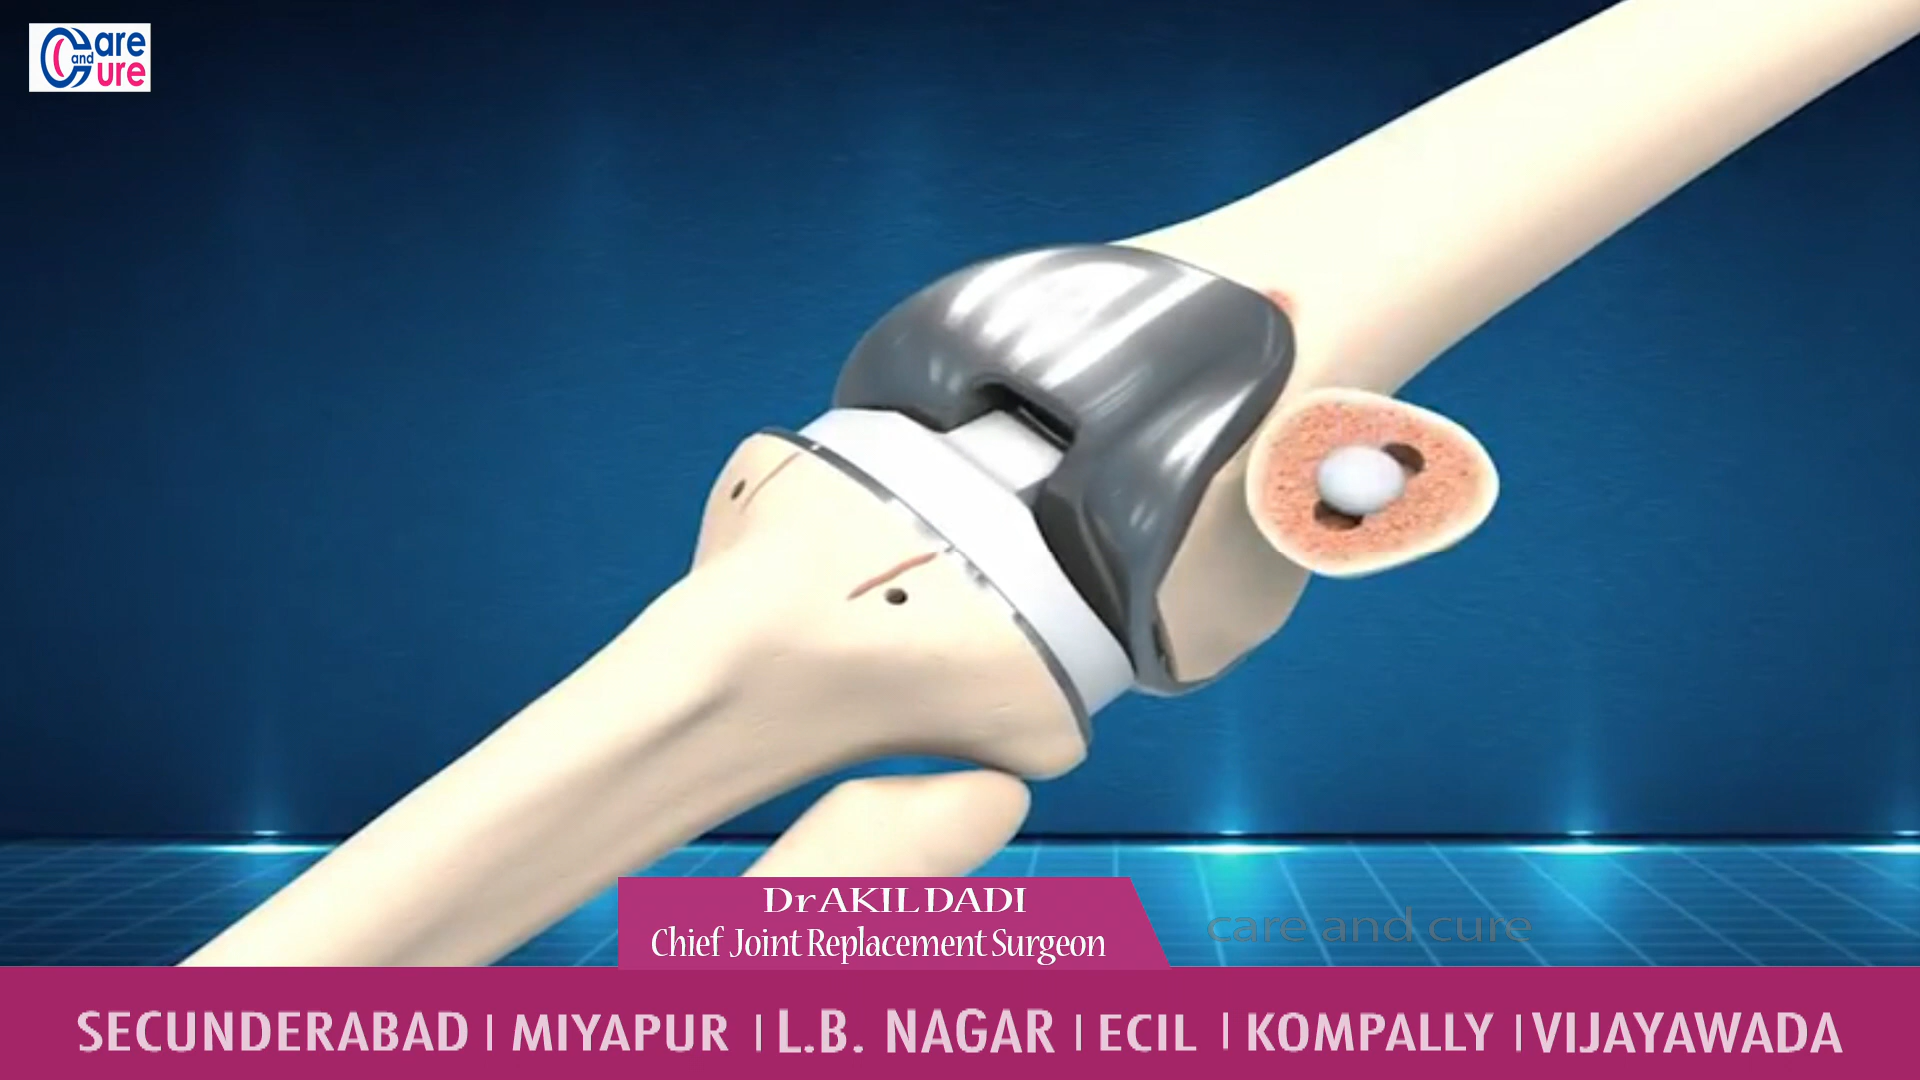 Care
and
Cure
Dr AKIL DADI
Chief Joint Replacement Surgeon
care and cure
SECUNDERABAD | MIYAPUR | L.B. NAGAR | ECIL | KOMPALLY | VIJAYAWADA